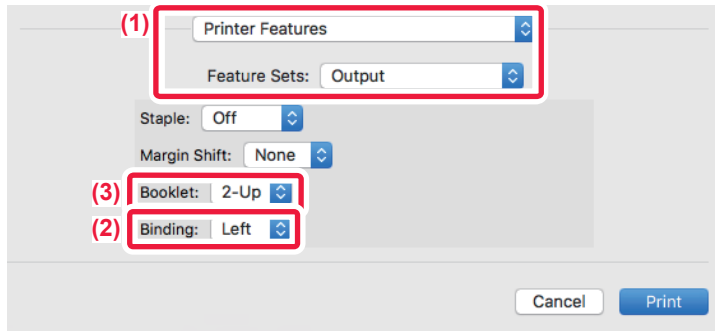 (1) Printer Features
Feature Sets: Output
Staple: Off
Margin Shift: None
(3) Booklet: 2-Up
(2) Binding: Left
Cancel Print